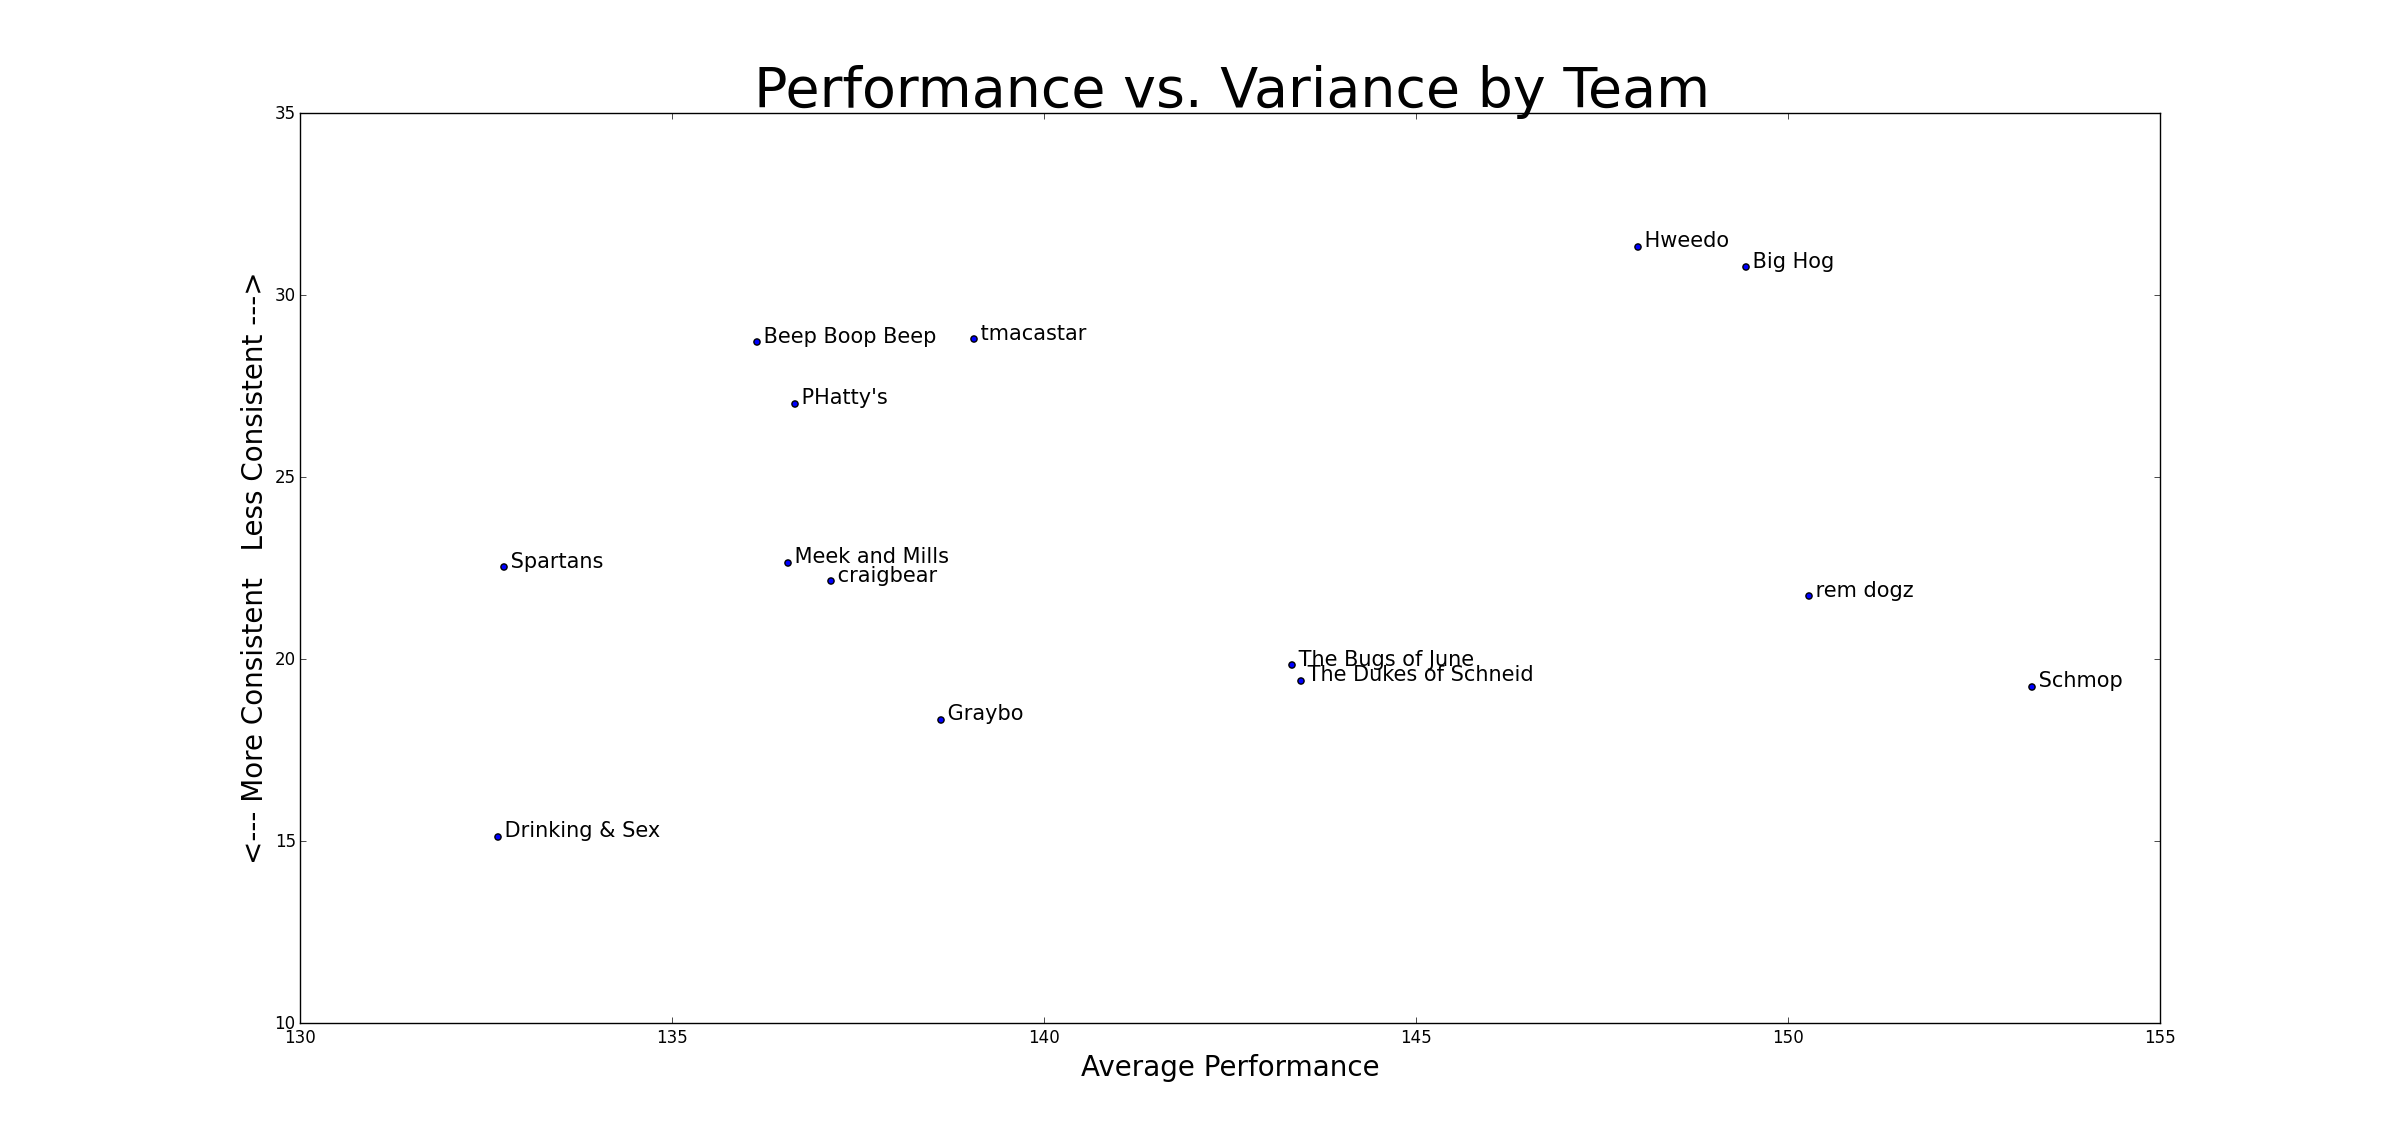 Performance vs. Variance by Team
35
30
25
20
15
10
<--- More Consistent   Less Consistent --->
Hweedo
Big Hog
Beep Boop Beep
tmacastar
PHatty's
Spartans
Meek and Mills
craigbear
rem dogz
The Bugs of June
The Dukes of Schneid
Schmop
Graybo
Drinking & Sex
130
135
140
145
150
155
Average Performance